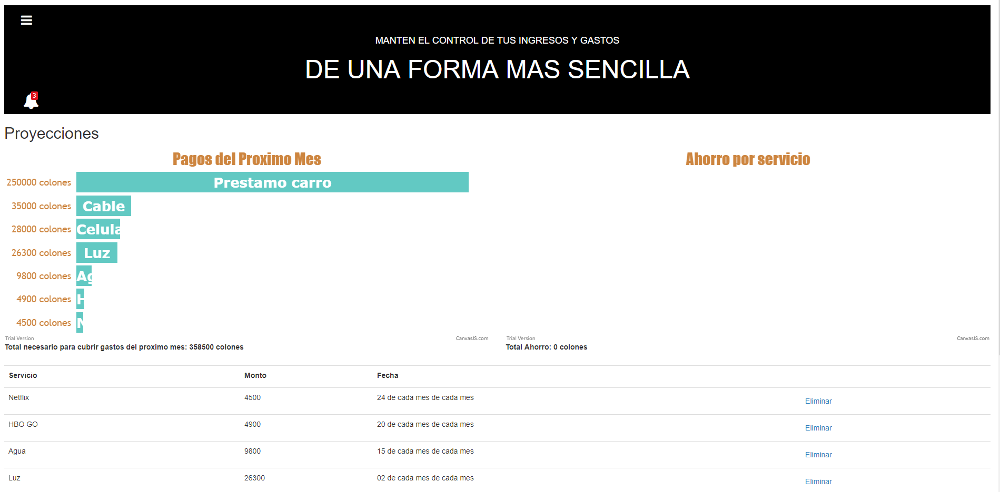 MANTEN EL CONTROL DE TUS INGRESOS Y GASTOS
DE UNA FORMA MAS SENCILLA
3
Proyecciones
Pagos del Proximo Mes
250000 colones Prestamo carro
35000 colones Cable
28000 colones Celula
26300 colones Luz
9800 colones Ag
4900 colones H
4500 colones N
Trial Version CanvasJS.com
Total necesario para cubrir gastos del proximo mes: 358500 colones
Ahorro por servicio
Trial Version CanvasJS.com
Total Ahorro: 0 colones
Servicio Monto Fecha
Netflix 4500 24 de cada mes de cada mes Eliminar
HBO GO 4900 20 de cada mes de cada mes Eliminar
Agua 9800 15 de cada mes de cada mes Eliminar
Luz 26300 02 de cada mes de cada mes Eliminar